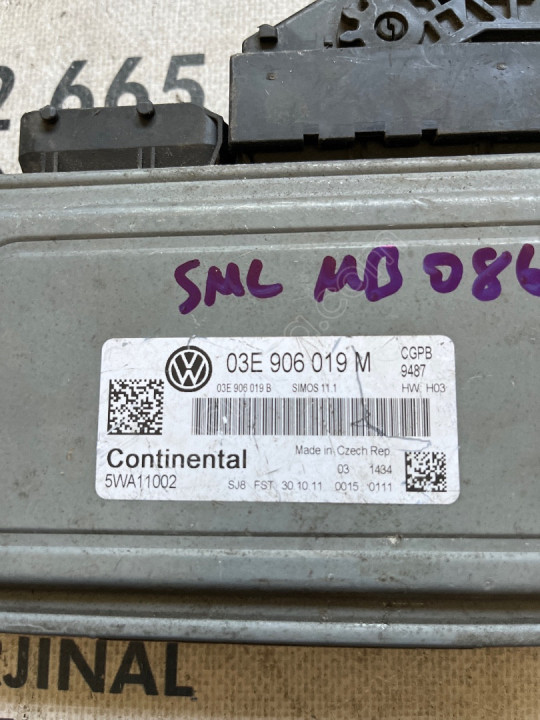 2 665
SML MB 086
03E 906 019 M
CGPB
9487
03E 906 019 B SIMOS 11.1 HW H03
Made in Czech Rep
Continental
03 1434
5WA11002
SJ8 FST 30.10.11 0015 0111
JINAL